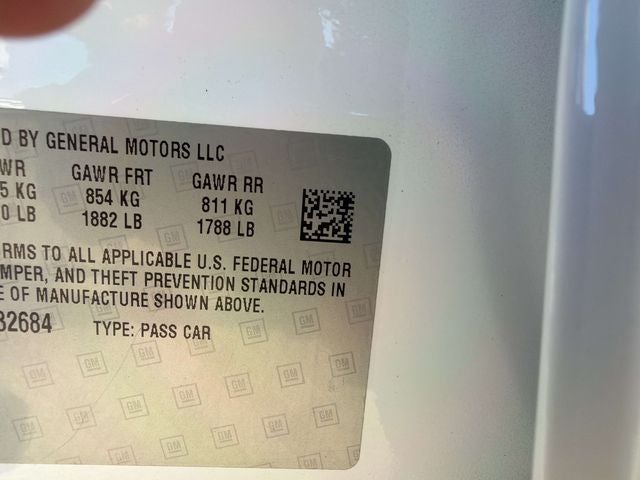 D BY GENERAL MOTORS LLC
WR GAWR FRT GAWR RR
5 KG 854 KG 811 KG
0 LB 1882 LB 1788 LB
RMS TO ALL APPLICABLE U.S. FEDERAL MOTOR
MPER, AND THEFT PREVENTION STANDARDS IN
E OF MANUFACTURE SHOWN ABOVE.
32684 TYPE: PASS CAR